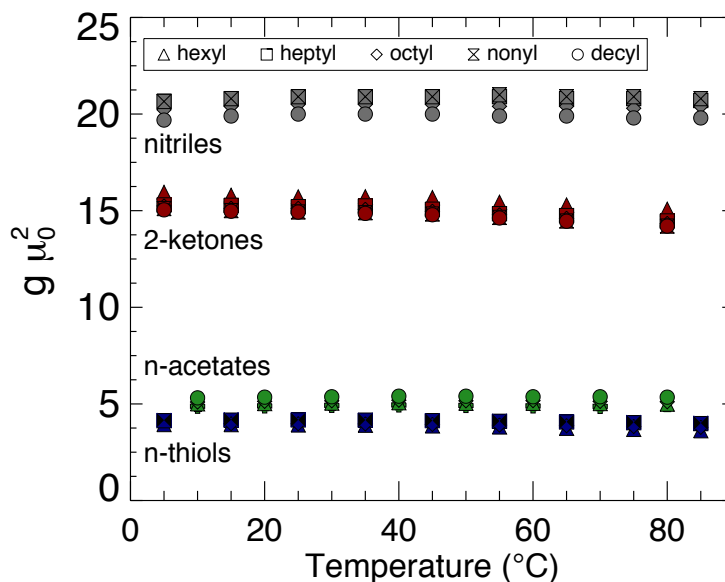 25
hexyl heptyl octyl nonyl decyl
20
nitriles
15
2-ketones
g μ₀²
10
n-acetates
5
n-thiols
0
0 20 40 60 80
Temperature (°C)